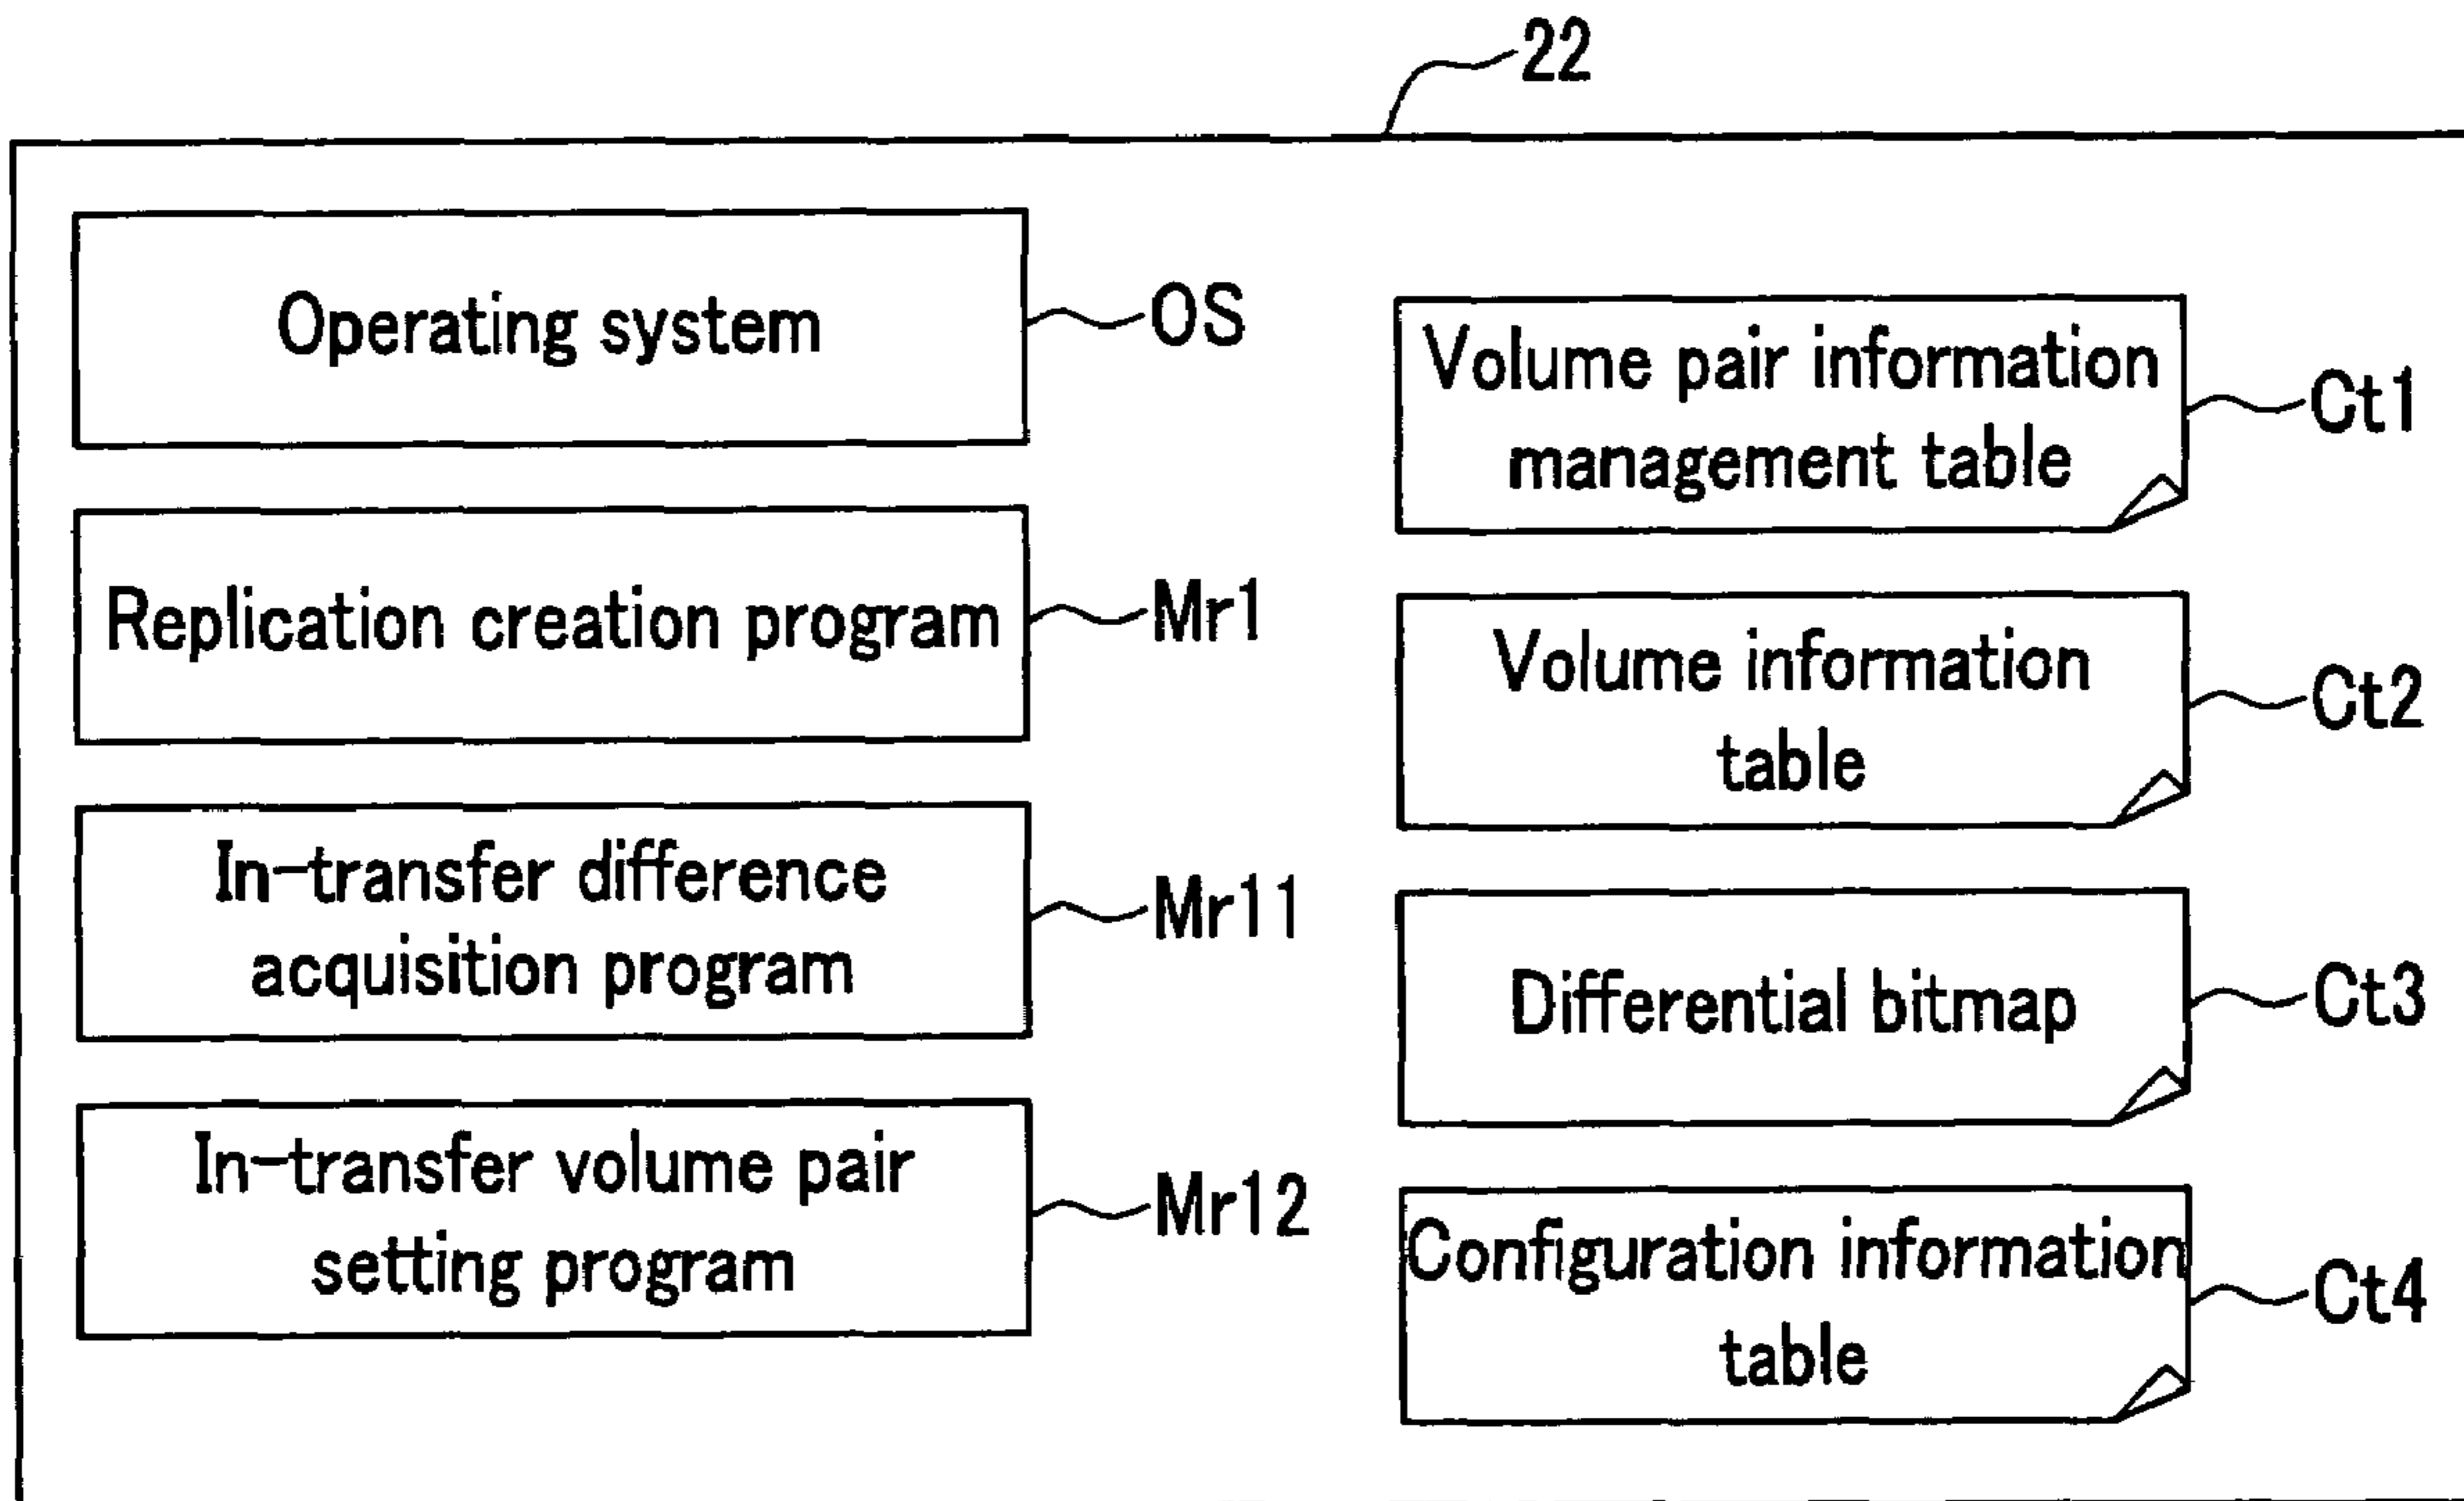 22
Operating system
OS
Replication creation program
Mr1
In-transfer difference
acquisition program
Mr11
In-transfer volume pair
setting program
Mr12
Volume pair information
management table
Ct1
Volume information
table
Ct2
Differential bitmap
Ct3
Configuration information
table
Ct4